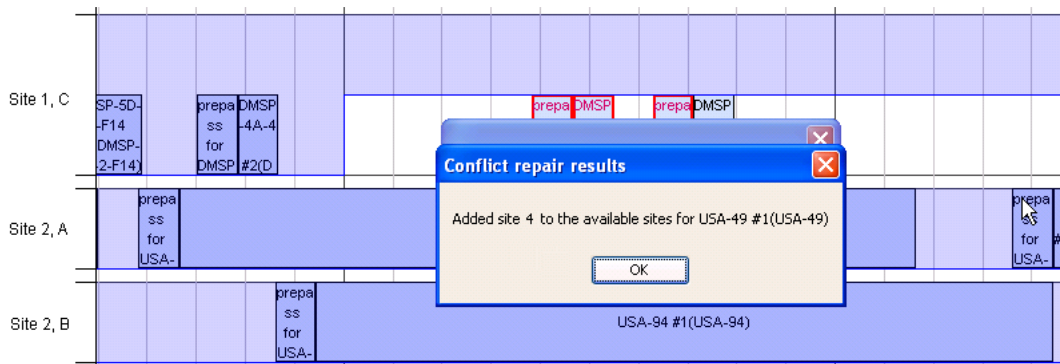 Site 1, C
SP-5D-
-F14
DMSP-
2-F14)
prepa
ss
for
DMSP
DMSP
-4A-4
#2(D
prepa
DMSP
prepa
DMSP
Conflict repair results
Added site 4 to the available sites for USA-49 #1(USA-49)
OK
Site 2, A
prepa
ss
for
USA-
prepa
ss
for
USA-
#
Site 2, B
prepa
ss
for
USA-
USA-94 #1(USA-94)